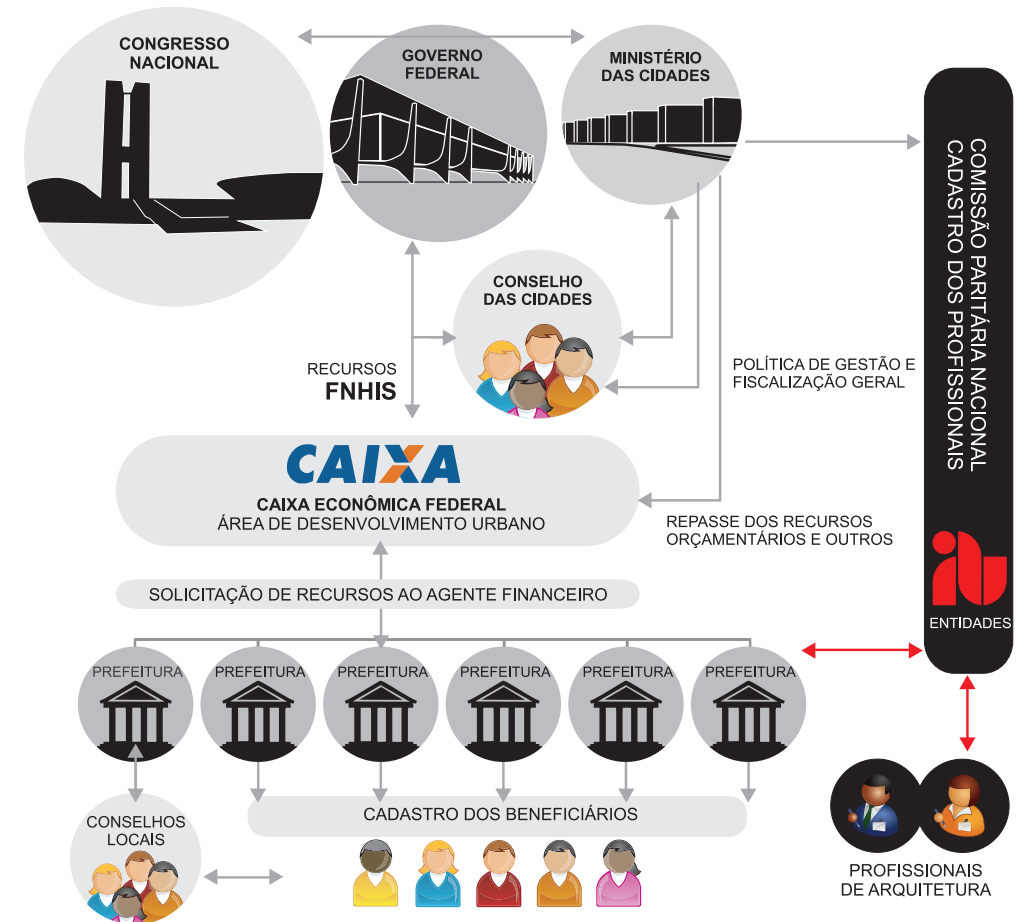 CONGRESSO
NACIONAL
GOVERNO
FEDERAL
MINISTÉRIO
DAS CIDADES
COMISSÃO PARITÁRIA NACIONAL
CADASTRO DOS PROFISSIONAIS
CONSELHO
DAS CIDADES
RECURSOS
FNHIS
POLÍTICA DE GESTÃO E
FISCALIZAÇÃO GERAL
CAIXA
CAIXA ECONÔMICA FEDERAL
ÁREA DE DESENVOLVIMENTO URBANO
REPASSE DOS RECURSOS
ORÇAMENTÁRIOS E OUTROS
iab
ENTIDADES
SOLICITAÇÃO DE RECURSOS AO AGENTE FINANCEIRO
PREFEITURA
PREFEITURA
PREFEITURA
PREFEITURA
PREFEITURA
PREFEITURA
CADASTRO DOS BENEFICIÁRIOS
CONSELHOS
LOCAIS
PROFISSIONAIS
DE ARQUITETURA